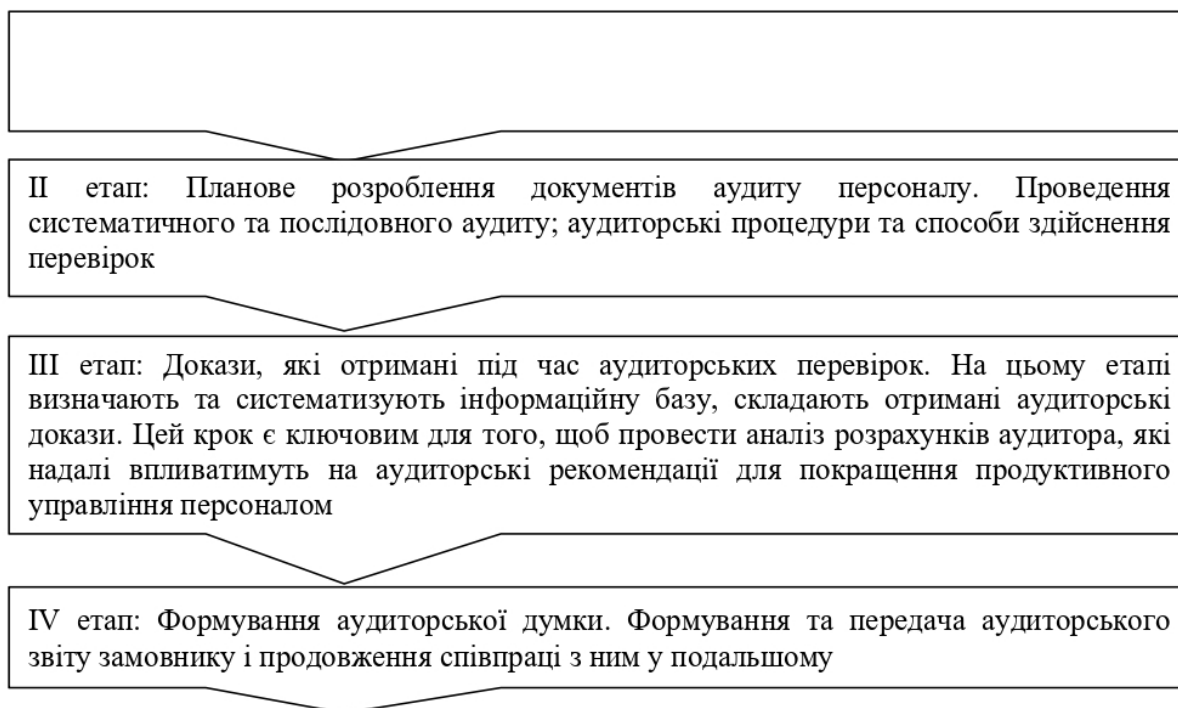 II етап: Планове розроблення документів аудиту персоналу. Проведення
систематичного та послідовного аудиту; аудиторські процедури та способи здійснення
перевірок
III етап: Докази, які отримані під час аудиторських перевірок. На цьому етапі
визначають та систематизують інформаційну базу, складають отримані аудиторські
докази. Цей крок є ключовим для того, щоб провести аналіз розрахунків аудитора, які
надалі впливатимуть на аудиторські рекомендації для покращення продуктивного
управління персоналом
IV етап: Формування аудиторської думки. Формування та передача аудиторського
звіту замовнику і продовження співпраці з ним у подальшому